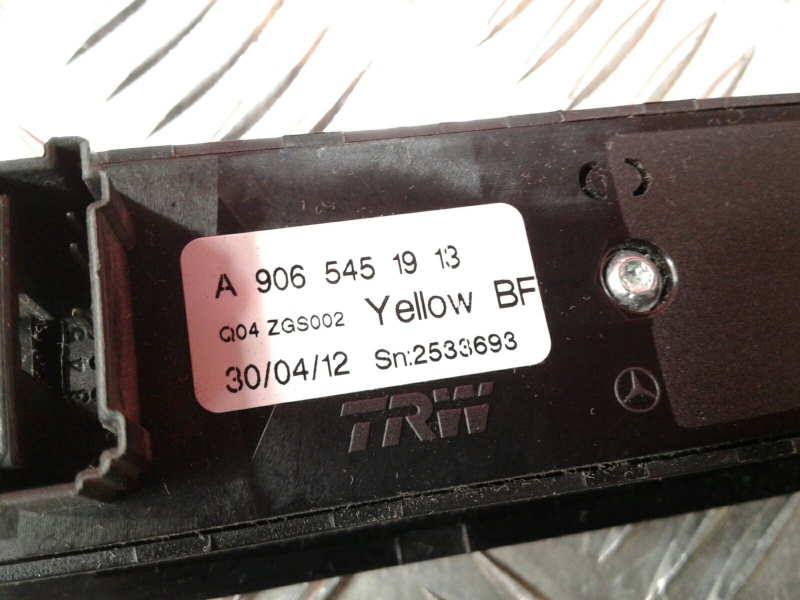 A 906 545 19 13
Q04 ZGS002 Yellow BF
30/04/12 Sn:2533693
TRW